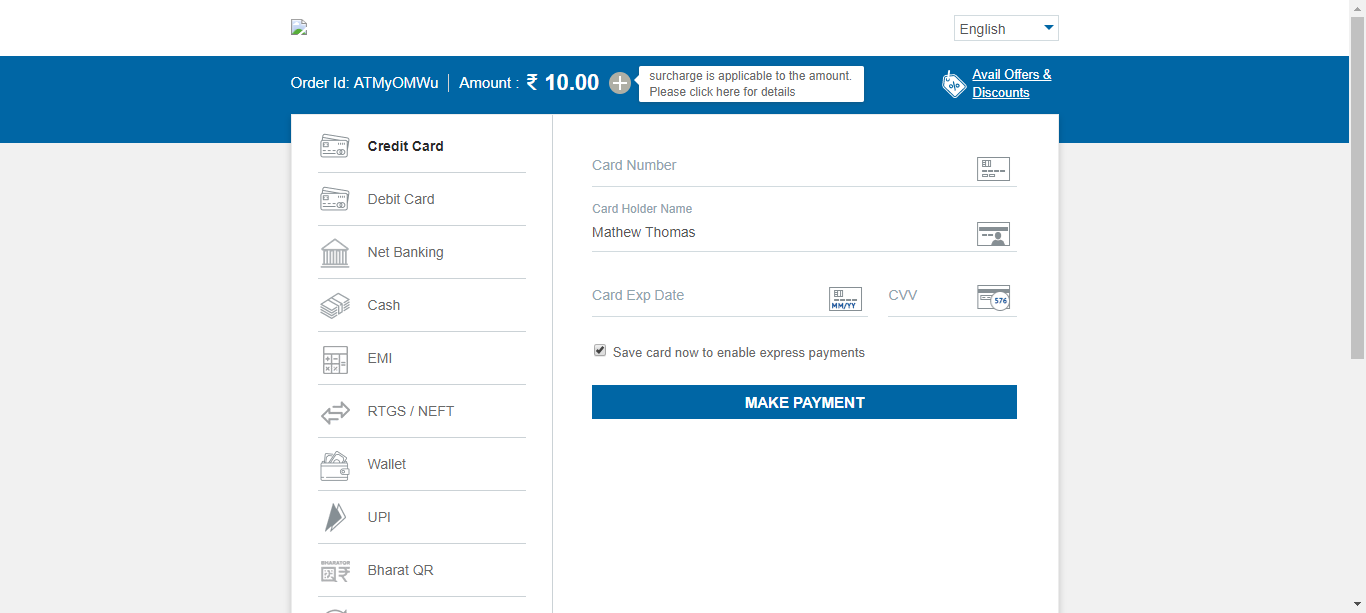 English
Order Id: ATMyOMWu
Amount : ₹ 10.00
surcharge is applicable to the amount.
Please click here for details
Avail Offers &
Discounts
Credit Card
Debit Card
Net Banking
Cash
EMI
RTGS / NEFT
Wallet
UPI
BHARATQR
Bharat QR
Card Number
Card Holder Name
Mathew Thomas
Card Exp Date
MM/YY
CVV
576
Save card now to enable express payments
MAKE PAYMENT